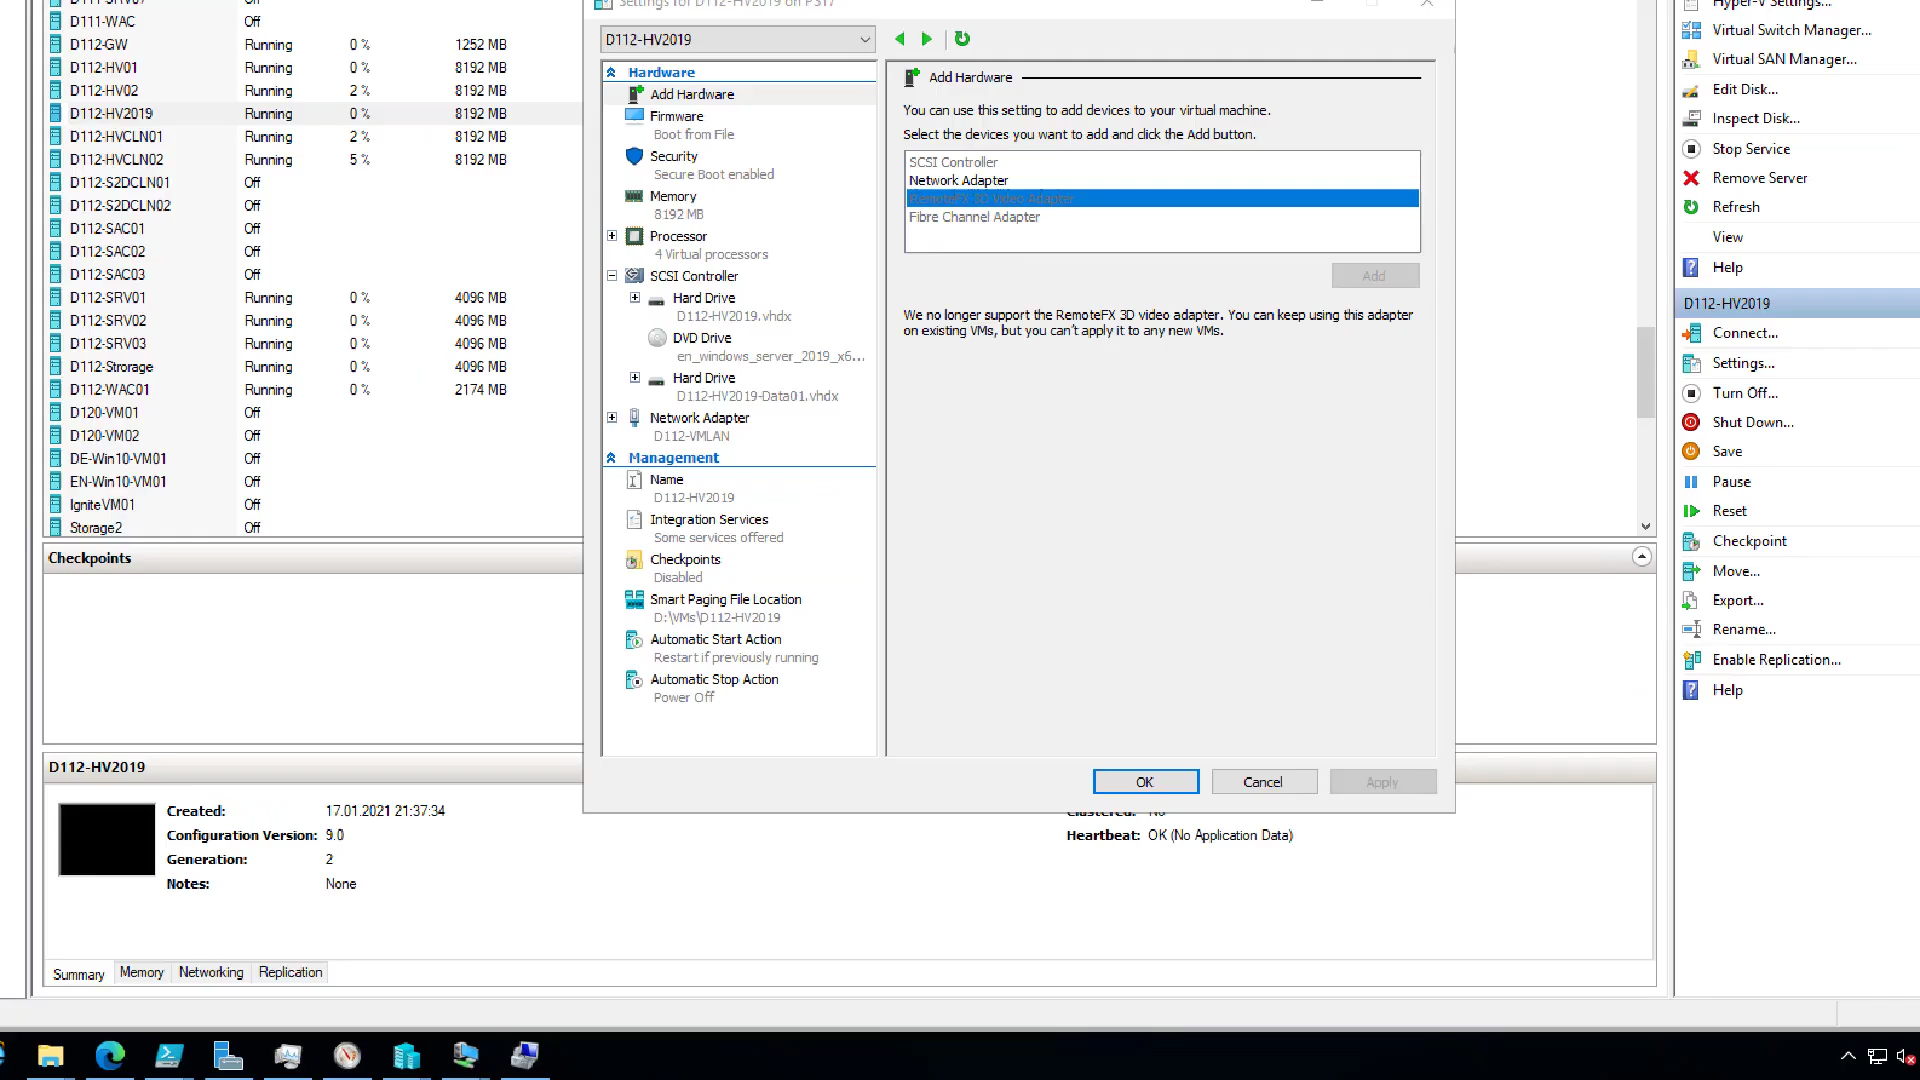 D111-SRV07
D111-WAC Off
D112-GW Running 0 % 1252 MB
D112-HV01 Running 0 % 8192 MB
D112-HV02 Running 2 % 8192 MB
D112-HV2019 Running 0 % 8192 MB
D112-HVCLN01 Running 2 % 8192 MB
D112-HVCLN02 Running 5 % 8192 MB
D112-S2DCLN01 Off
D112-S2DCLN02 Off
D112-SAC01 Off
D112-SAC02 Off
D112-SAC03 Off
D112-SRV01 Running 0 % 4096 MB
D112-SRV02 Running 0 % 4096 MB
D112-SRV03 Running 0 % 4096 MB
D112-Strorage Running 0 % 4096 MB
D112-WAC01 Running 0 % 2174 MB
D120-VM01 Off
D120-VM02 Off
DE-Win10-VM01 Off
EN-Win10-VM01 Off
IgniteVM01 Off
Storage2 Off
Checkpoints
D112-HV2019
Created: 17.01.2021 21:37:34
Configuration Version: 9.0
Generation: 2
Notes: None
Clustered: No
Heartbeat: OK (No Application Data)
Summary Memory Networking Replication
Settings for D112-HV2019 on PS17
D112-HV2019
Hardware
Add Hardware
Firmware
Boot from File
Security
Secure Boot enabled
Memory
8192 MB
Processor
4 Virtual processors
SCSI Controller
Hard Drive
D112-HV2019.vhdx
DVD Drive
en_windows_server_2019_x6...
Hard Drive
D112-HV2019-Data01.vhdx
Network Adapter
D112-VMLAN
Management
Name
D112-HV2019
Integration Services
Some services offered
Checkpoints
Disabled
Smart Paging File Location
D:\VMs\D112-HV2019
Automatic Start Action
Restart if previously running
Automatic Stop Action
Power Off
Add Hardware
You can use this setting to add devices to your virtual machine.
Select the devices you want to add and click the Add button.
SCSI Controller
Network Adapter
RemoteFX 3D Video Adapter
Fibre Channel Adapter
Add
We no longer support the RemoteFX 3D video adapter. You can keep using this adapter
on existing VMs, but you can't apply it to any new VMs.
OK Cancel Apply
Hyper-V Settings...
Virtual Switch Manager...
Virtual SAN Manager...
Edit Disk...
Inspect Disk...
Stop Service
Remove Server
Refresh
View
Help
D112-HV2019
Connect...
Settings...
Turn Off...
Shut Down...
Save
Pause
Reset
Checkpoint
Move...
Export...
Rename...
Enable Replication...
Help